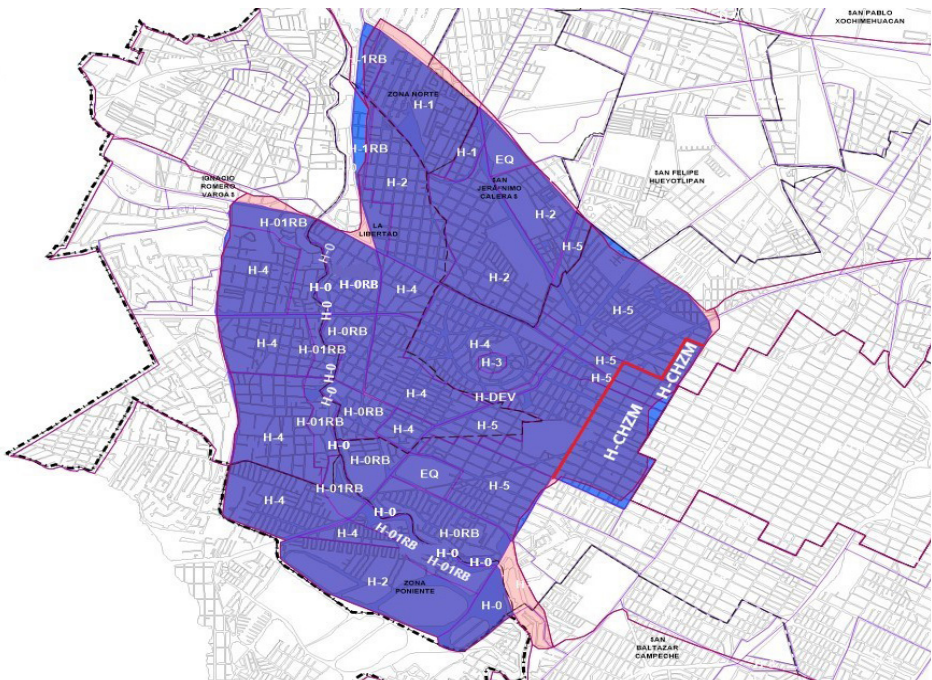 SAN PABLO
XOCHIMEHUACAN
-1RB
ZONA NORTE
H-1
H-1RB
H-1
EQ
SAN FELIPE
HUEYOTLIPAN
IGNACIO
ROMERO
VARGAS
H-2
SAN
JERÃ³NIMO
CALERAS
H-01RB
LA
LIBERTAD
H-2
H-5
H-0
H-4
H-0
H-0RB
H-4
H-2
H-0
H-5
H-0RB
H-4
H-4
H-01RB
H-3
H-5
H-5
H-CHZM
H-0
H-0
H-4
H-DEV
H-0RB
H-01RB
H-4
H-5
H-CHZM
H-4
H-0
H-0RB
EQ
H-01RB
H-5
H-4
H-0
H-4
H-01RB
H-0RB
H-0
H-01RB
H-0
H-2
ZONA
PONIENTE
H-0
SAN
BALTAZAR
CAMPECHE